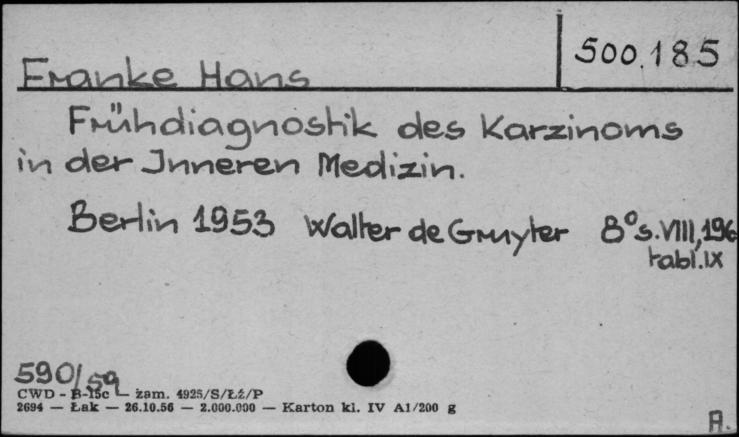 500.185
Franke Hans
Frühdiagnostik des Karzinoms
in der Inneren Medizin.
Berlin 1953 Walter de Gruyter 8° s. VIII, 196
tabl. IX
590/59
CWD - B-15c — żam. 4925/S/Łź/P
2694 — Łak — 26.10.56 — 2.000.000 — Karton kl. IV A1/200 g
A.